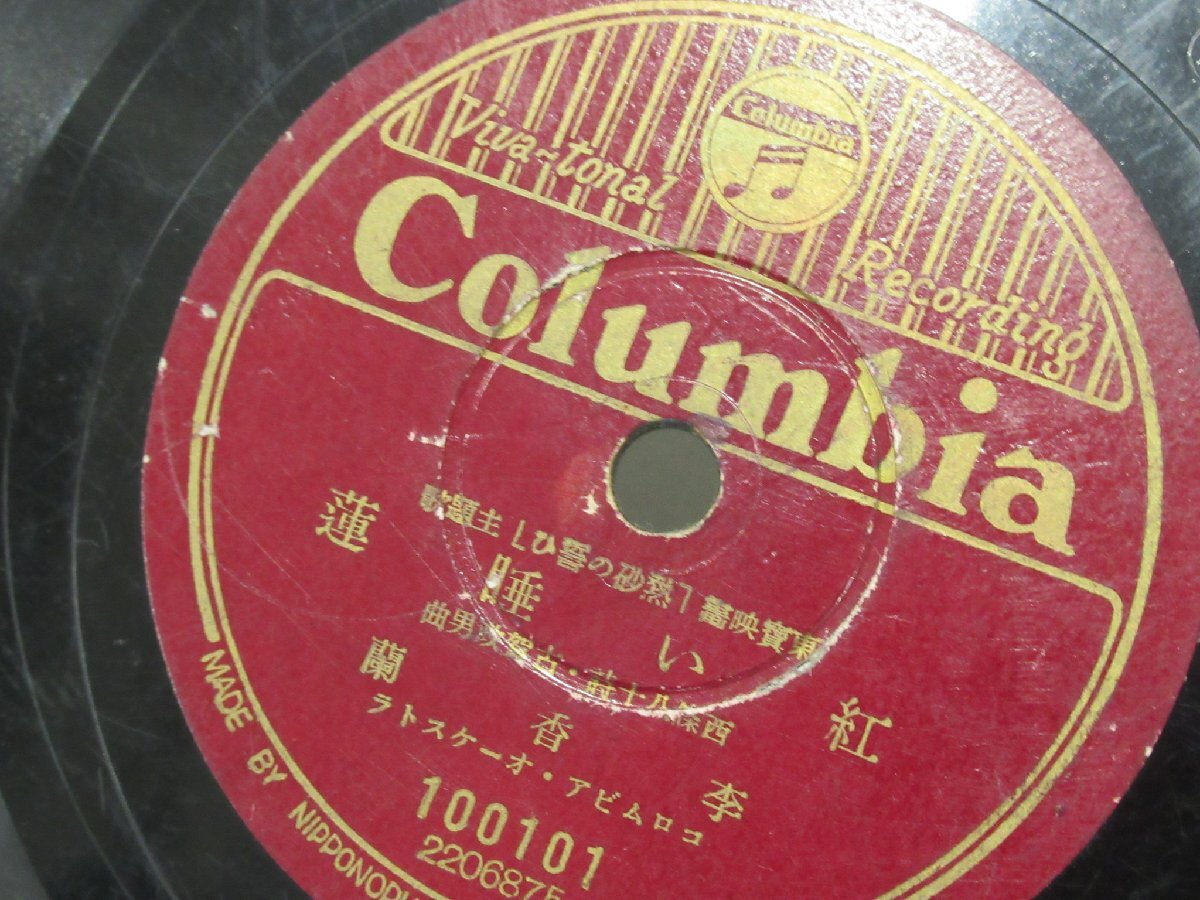 Columbia
Viva-tonal Recording
Columbia
東寶映畫「熱砂の誓ひ」主題歌
紅い睡蓮
西條八十詩・古賀政男曲
李香蘭
コロムビア・オーケストラ
100101
2206875
MADE BY NIPPONOPH